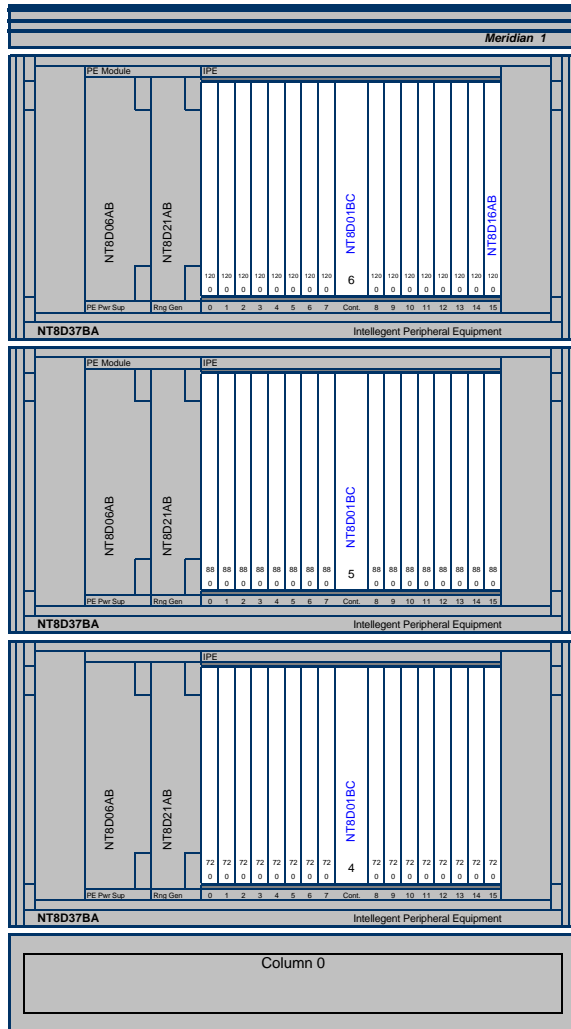 Meridian 1
PE Module IPE
NT8D06AB NT8D21AB NT8D01BC NT8D16AB
120 120 120 120 120 120 120 120 6 120 120 120 120 120 120 120 120
0 0 0 0 0 0 0 0 0 0 0 0 0 0 0 0
PE Pwr Sup Rng Gen 0 1 2 3 4 5 6 7 Cont. 8 9 10 11 12 13 14 15
NT8D37BA Intellegent Peripheral Equipment
PE Module IPE
NT8D06AB NT8D21AB NT8D01BC
88 88 88 88 88 88 88 88 5 88 88 88 88 88 88 88 88
0 0 0 0 0 0 0 0 0 0 0 0 0 0 0 0
PE Pwr Sup Rng Gen 0 1 2 3 4 5 6 7 Cont. 8 9 10 11 12 13 14 15
NT8D37BA Intellegent Peripheral Equipment
IPE
NT8D06AB NT8D21AB NT8D01BC
72 72 72 72 72 72 72 72 4 72 72 72 72 72 72 72 72
0 0 0 0 0 0 0 0 0 0 0 0 0 0 0 0
PE Pwr Sup Rng Gen 0 1 2 3 4 5 6 7 Cont. 8 9 10 11 12 13 14 15
NT8D37BA Intellegent Peripheral Equipment
Column 0